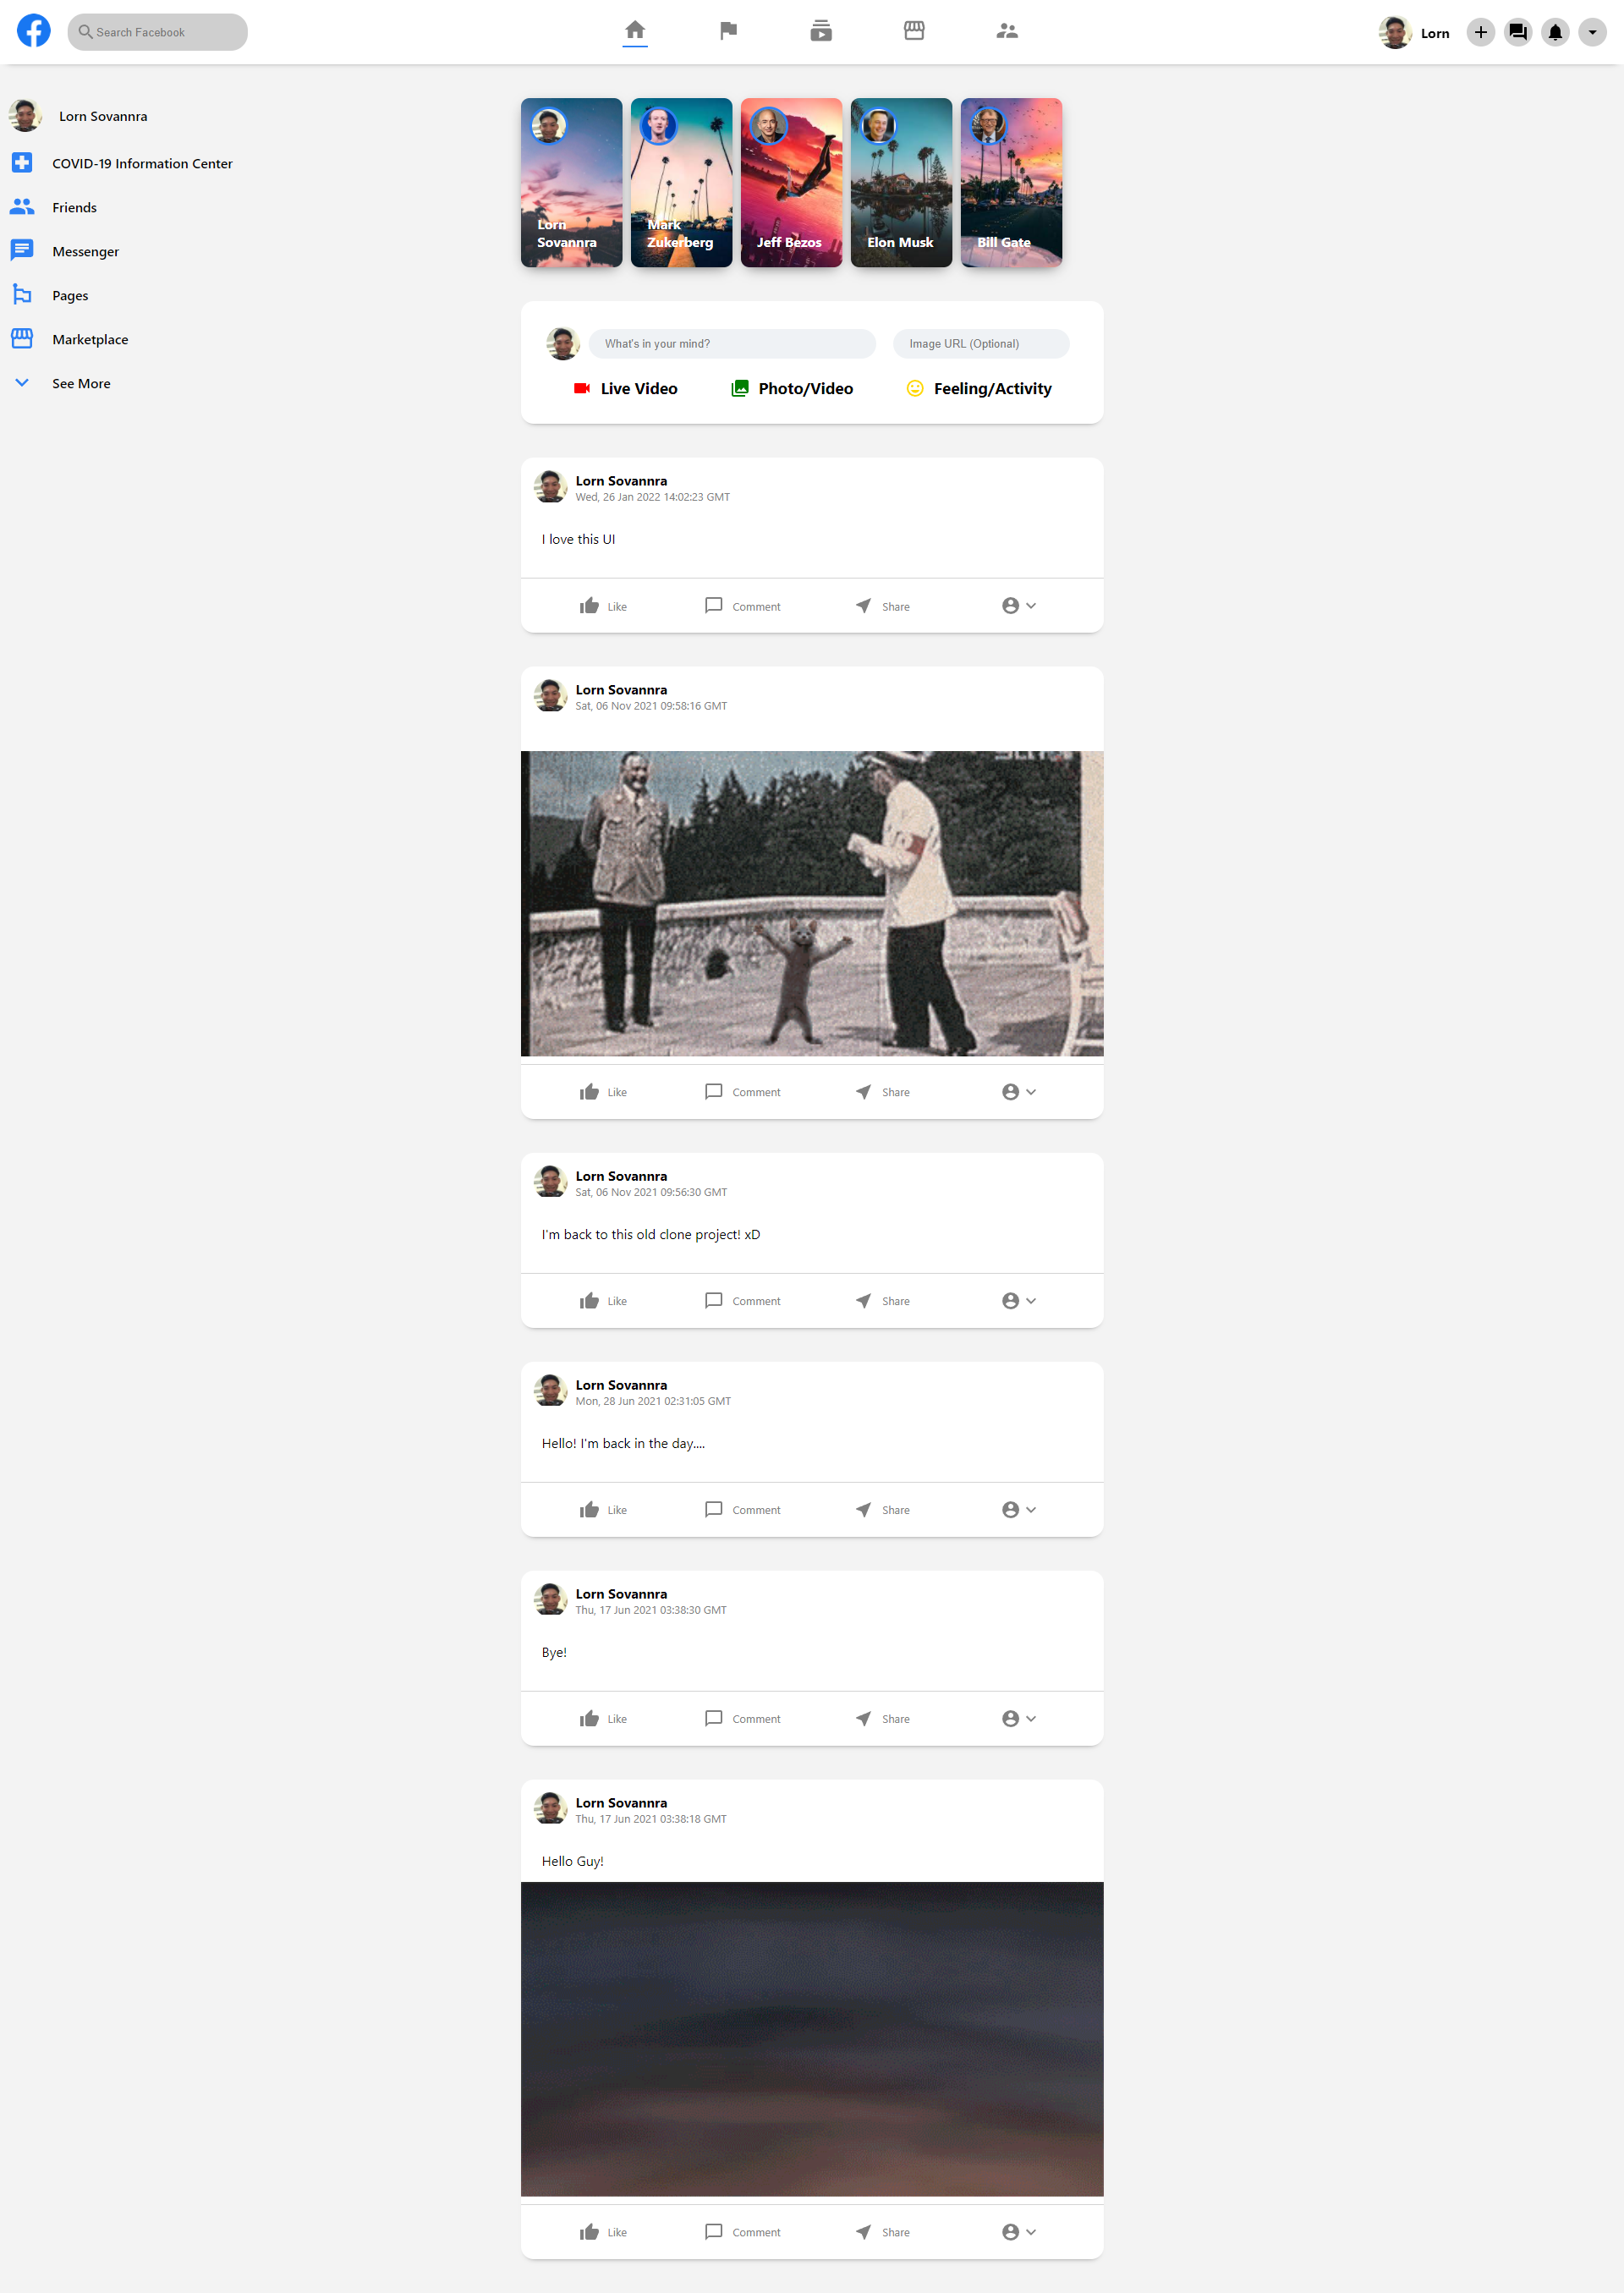 Search Facebook
Lorn
Lorn Sovannra
COVID-19 Information Center
Friends
Messenger
Pages
Marketplace
See More
Lorn
Sovannra
Mark
Zukerberg
Jeff Bezos
Elon Musk
Bill Gate
What's in your mind?
Image URL (Optional)
Live Video
Photo/Video
Feeling/Activity
Lorn Sovannra
Wed, 26 Jan 2022 14:02:23 GMT
I love this UI
Like
Comment
Share
Lorn Sovannra
Sat, 06 Nov 2021 09:58:16 GMT
Like
Comment
Share
Lorn Sovannra
Sat, 06 Nov 2021 09:56:30 GMT
I'm back to this old clone project! xD
Like
Comment
Share
Lorn Sovannra
Mon, 28 Jun 2021 02:31:05 GMT
Hello! I'm back in the day....
Like
Comment
Share
Lorn Sovannra
Thu, 17 Jun 2021 03:38:30 GMT
Bye!
Like
Comment
Share
Lorn Sovannra
Thu, 17 Jun 2021 03:38:18 GMT
Hello Guy!
Like
Comment
Share